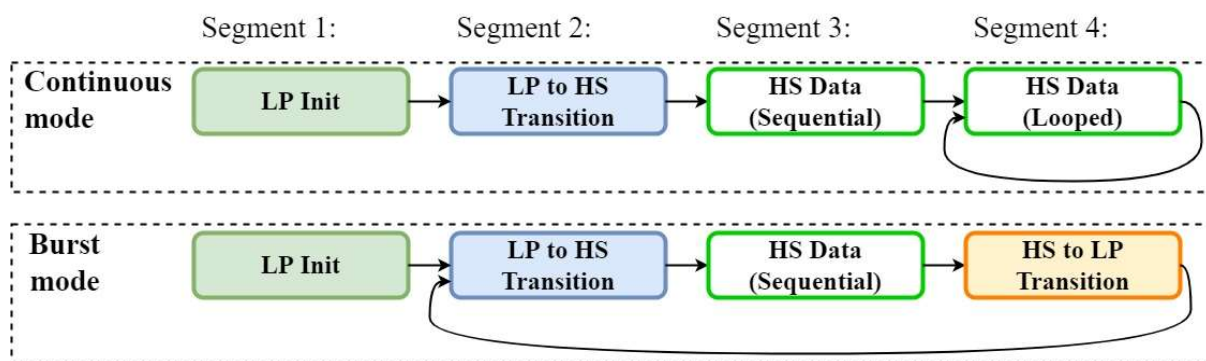 Segment 1: Segment 2: Segment 3: Segment 4:
Continuous
mode
LP Init
LP to HS
Transition
HS Data
(Sequential)
HS Data
(Looped)
Burst
mode
LP Init
LP to HS
Transition
HS Data
(Sequential)
HS to LP
Transition